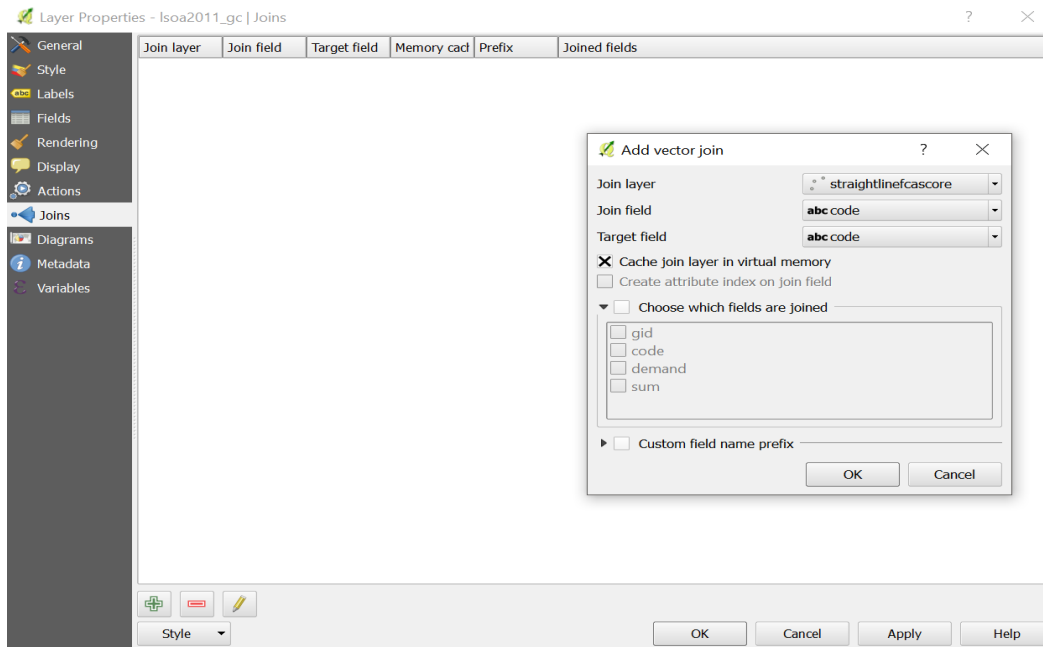 Layer Properties - lsoa2011_gc | Joins
General
Style
Labels
Fields
Rendering
Display
Actions
Joins
Diagrams
Metadata
Variables
Join layer Join field Target field Memory cacl Prefix Joined fields
Add vector join
Join layer straightlinefcascore
Join field abc code
Target field abc code
Cache join layer in virtual memory
Create attribute index on join field
Choose which fields are joined
gid
code
demand
sum
Custom field name prefix
OK Cancel
Style OK Cancel Apply Help